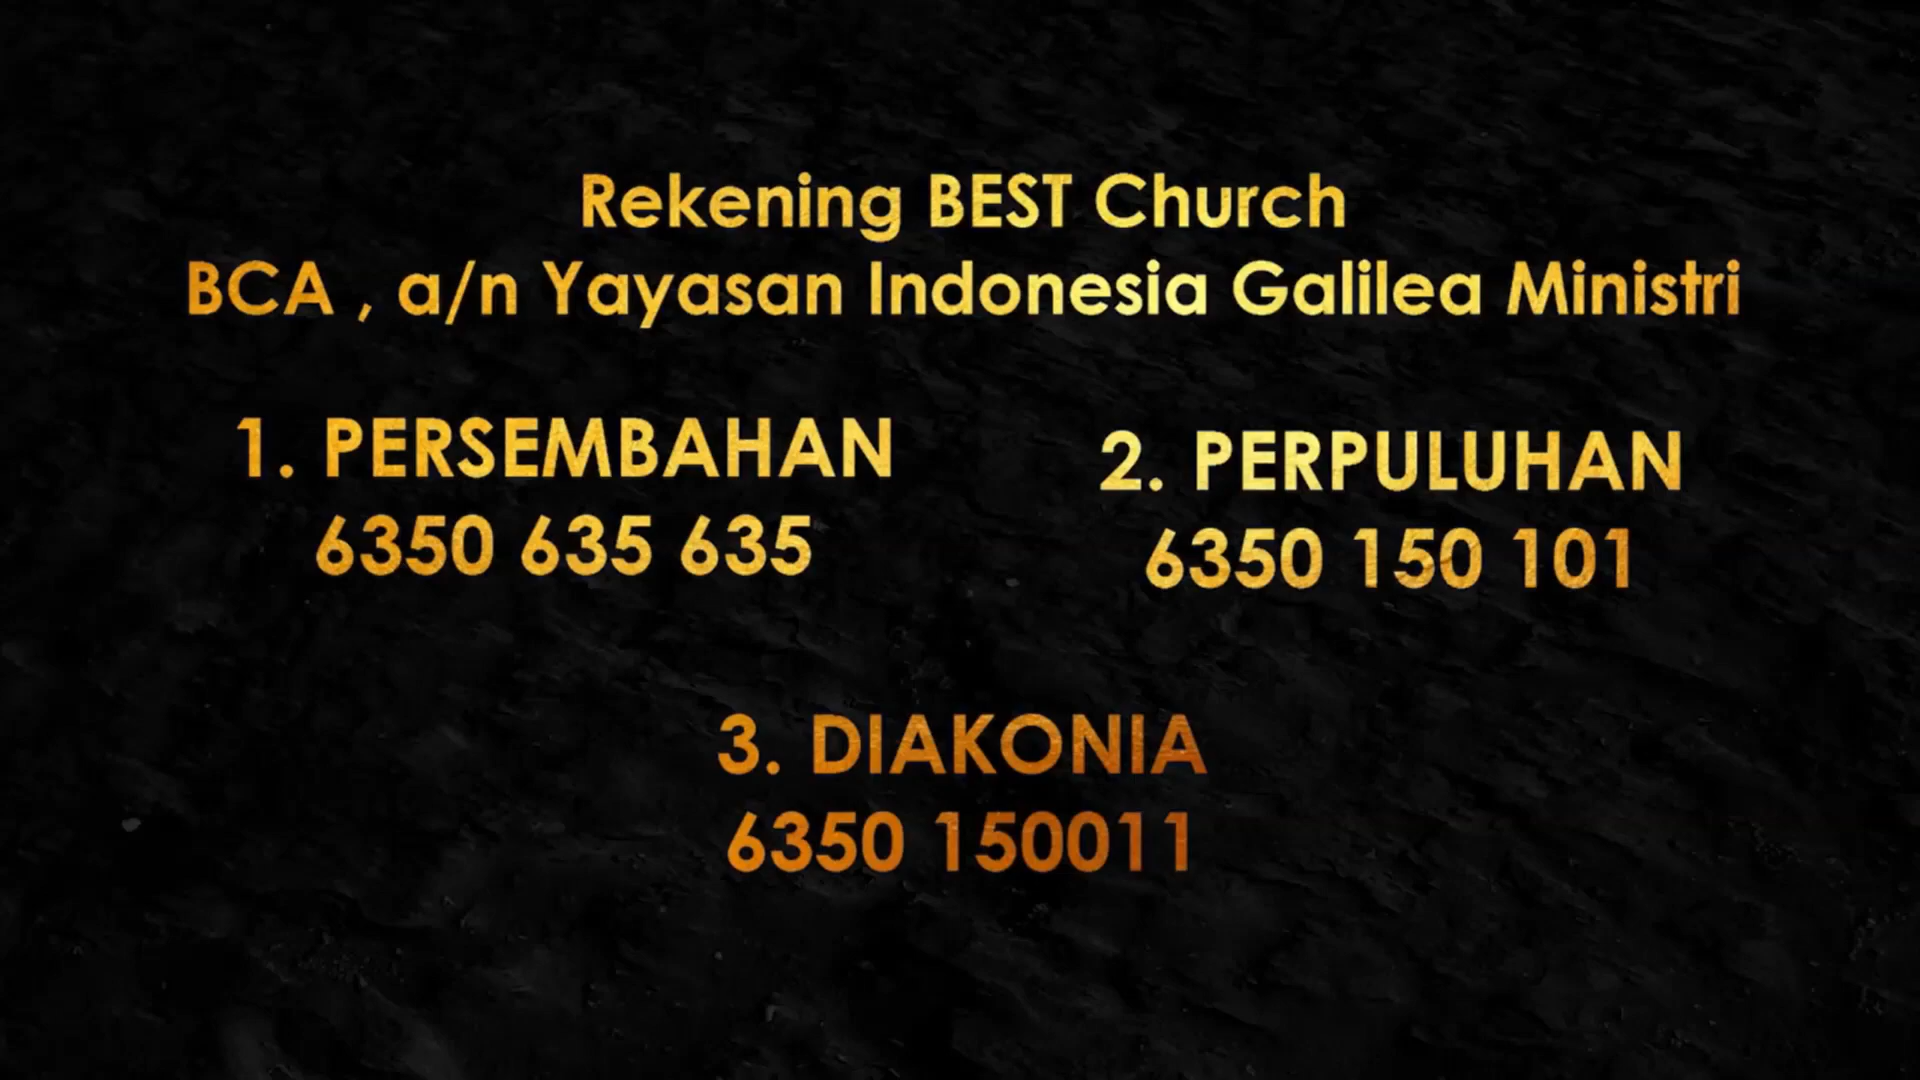 Rekening BEST Church
BCA , a/n Yayasan Indonesia Galilea Ministri
1. PERSEMBAHAN
6350 635 635
2. PERPULUHAN
6350 150 101
3. DIAKONIA
6350 150011